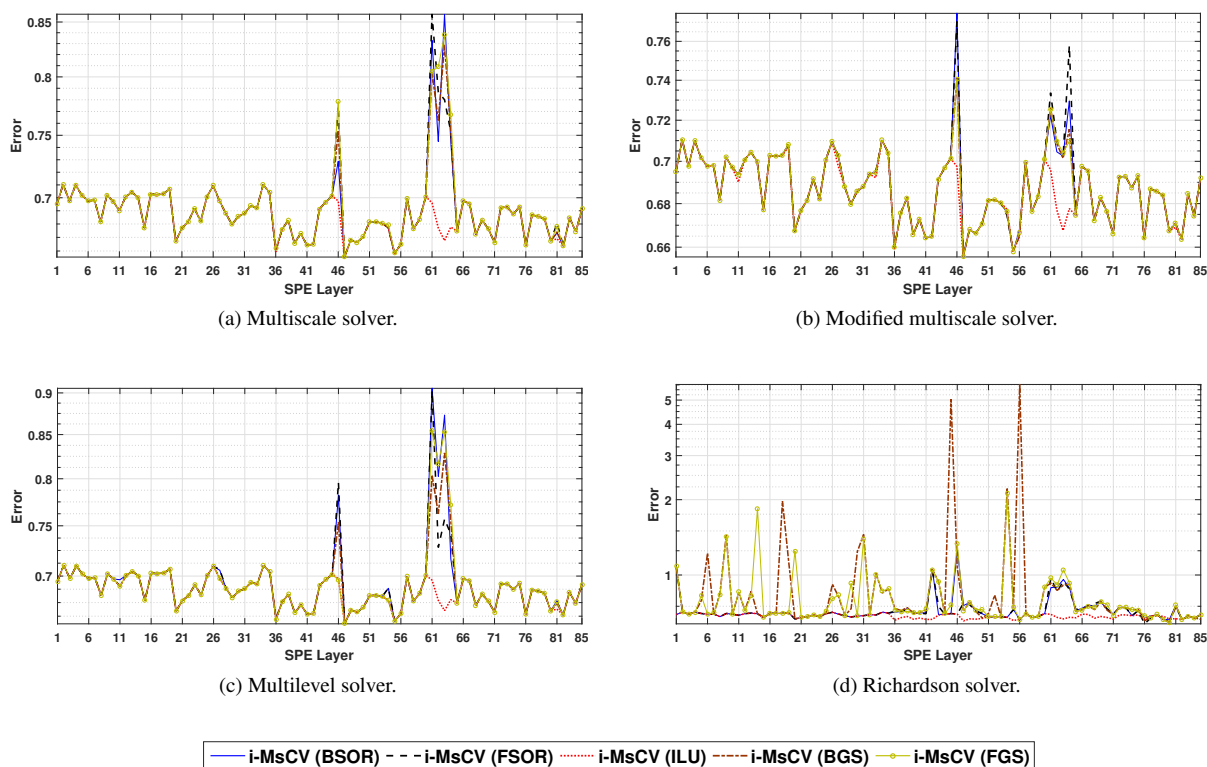 0.85
0.8
0.75
0.7
Error
1 6 11 16 21 26 31 36 41 46 51 56 61 66 71 76 81 85
SPE Layer
(a) Multiscale solver.
0.76
0.74
0.72
0.7
0.68
0.66
Error
1 6 11 16 21 26 31 36 41 46 51 56 61 66 71 76 81 85
SPE Layer
(b) Modified multiscale solver.
0.9
0.85
0.8
0.75
0.7
Error
1 6 11 16 21 26 31 36 41 46 51 56 61 66 71 76 81 85
SPE Layer
(c) Multilevel solver.
5
4
3
2
1
Error
1 6 11 16 21 26 31 36 41 46 51 56 61 66 71 76 81 85
SPE Layer
(d) Richardson solver.
i-MsCV (BSOR) i-MsCV (FSOR) i-MsCV (ILU) i-MsCV (BGS) i-MsCV (FGS)